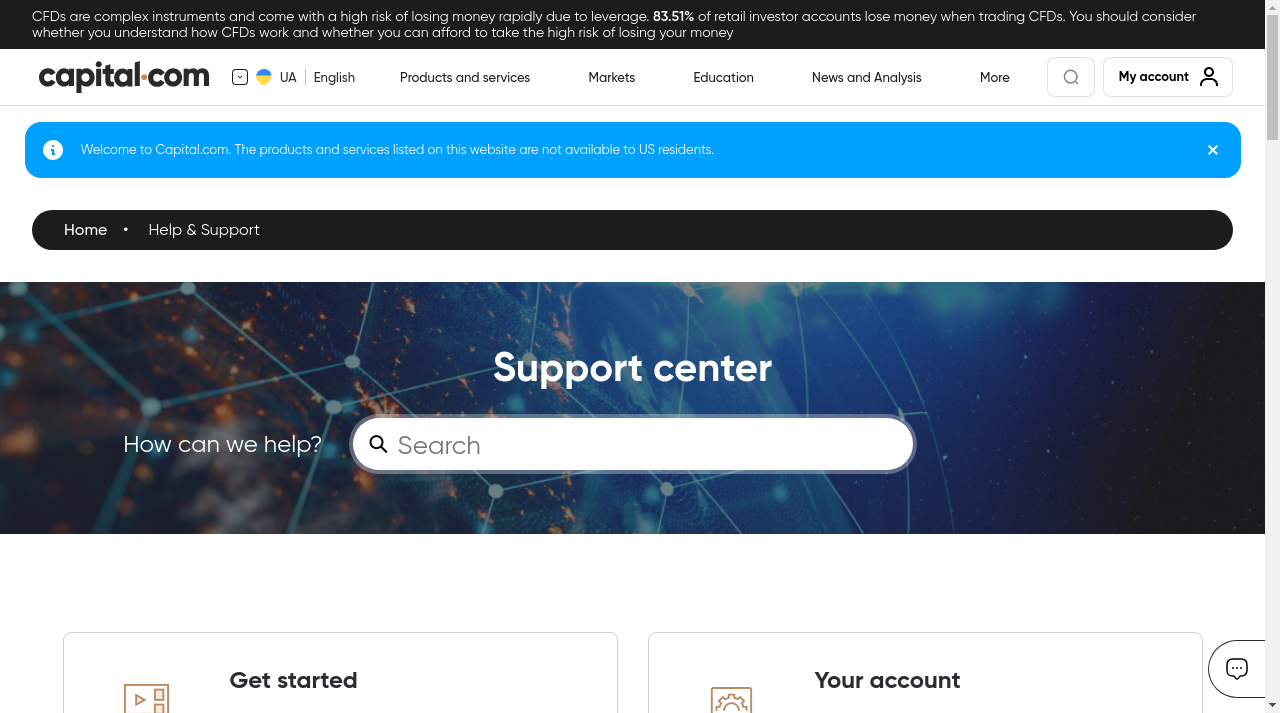 CFDs are complex instruments and come with a high risk of losing money rapidly due to leverage. 83.51% of retail investor accounts lose money when trading CFDs. You should consider
whether you understand how CFDs work and whether you can afford to take the high risk of losing your money
capital.com
UA
English
Products and services
Markets
Education
News and Analysis
More
My account
Welcome to Capital.com. The products and services listed on this website are not available to US residents.
Home • Help & Support
Support center
How can we help?
Search
Get started
Your account